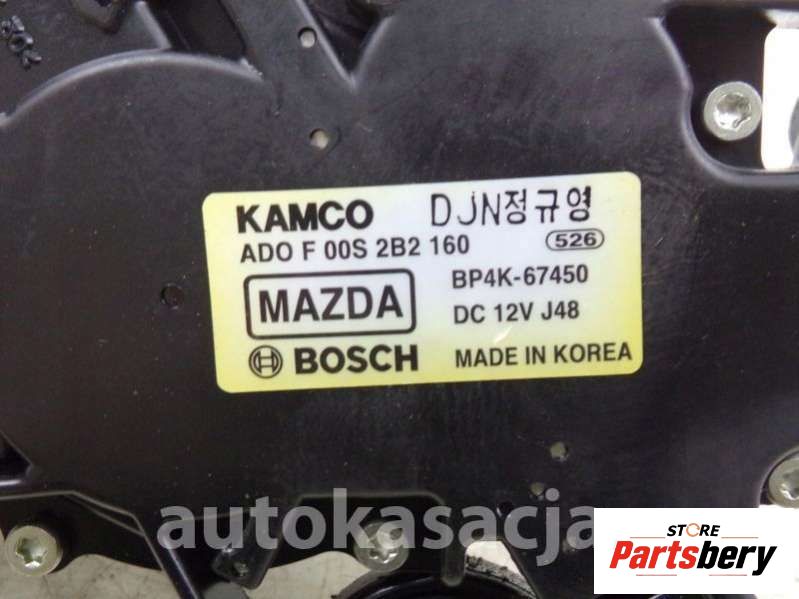 KAMCO DJN정규영
ADO F 00S 2B2 160 526
MAZDA BP4K-67450
DC 12V J48
BOSCH MADE IN KOREA
autokasacja
STORE
Partsbery